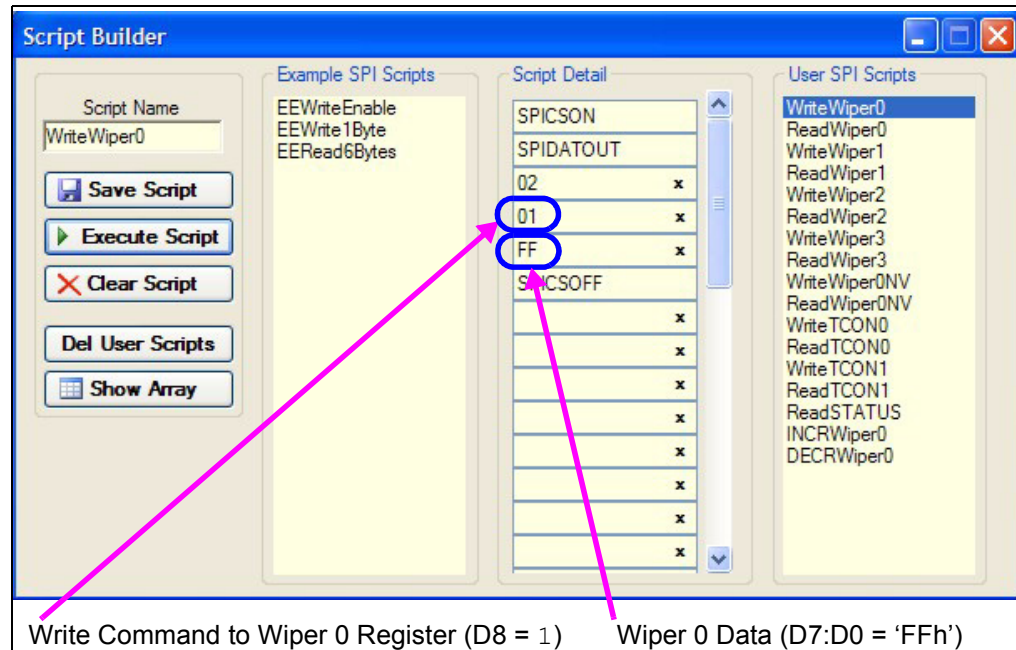 Script Builder
Script Name
WriteWiper0
Save Script
Execute Script
Clear Script
Del User Scripts
Show Array
Example SPI Scripts
EEWriteEnable
EEWrite1Byte
EERead6Bytes
Script Detail
SPICSON
SPIDATOUT
02 x
01 x
FF x
SPICSOFF
x
x
x
x
x
x
x
x
User SPI Scripts
WriteWiper0
ReadWiper0
WriteWiper1
ReadWiper1
WriteWiper2
ReadWiper2
WriteWiper3
ReadWiper3
WriteWiper0NV
ReadWiper0NV
WriteTCON0
ReadTCON0
WriteTCON1
ReadTCON1
ReadSTATUS
INCRWiper0
DECRWiper0
Write Command to Wiper 0 Register (D8 = 1)
Wiper 0 Data (D7:D0 = ‘FFh’)